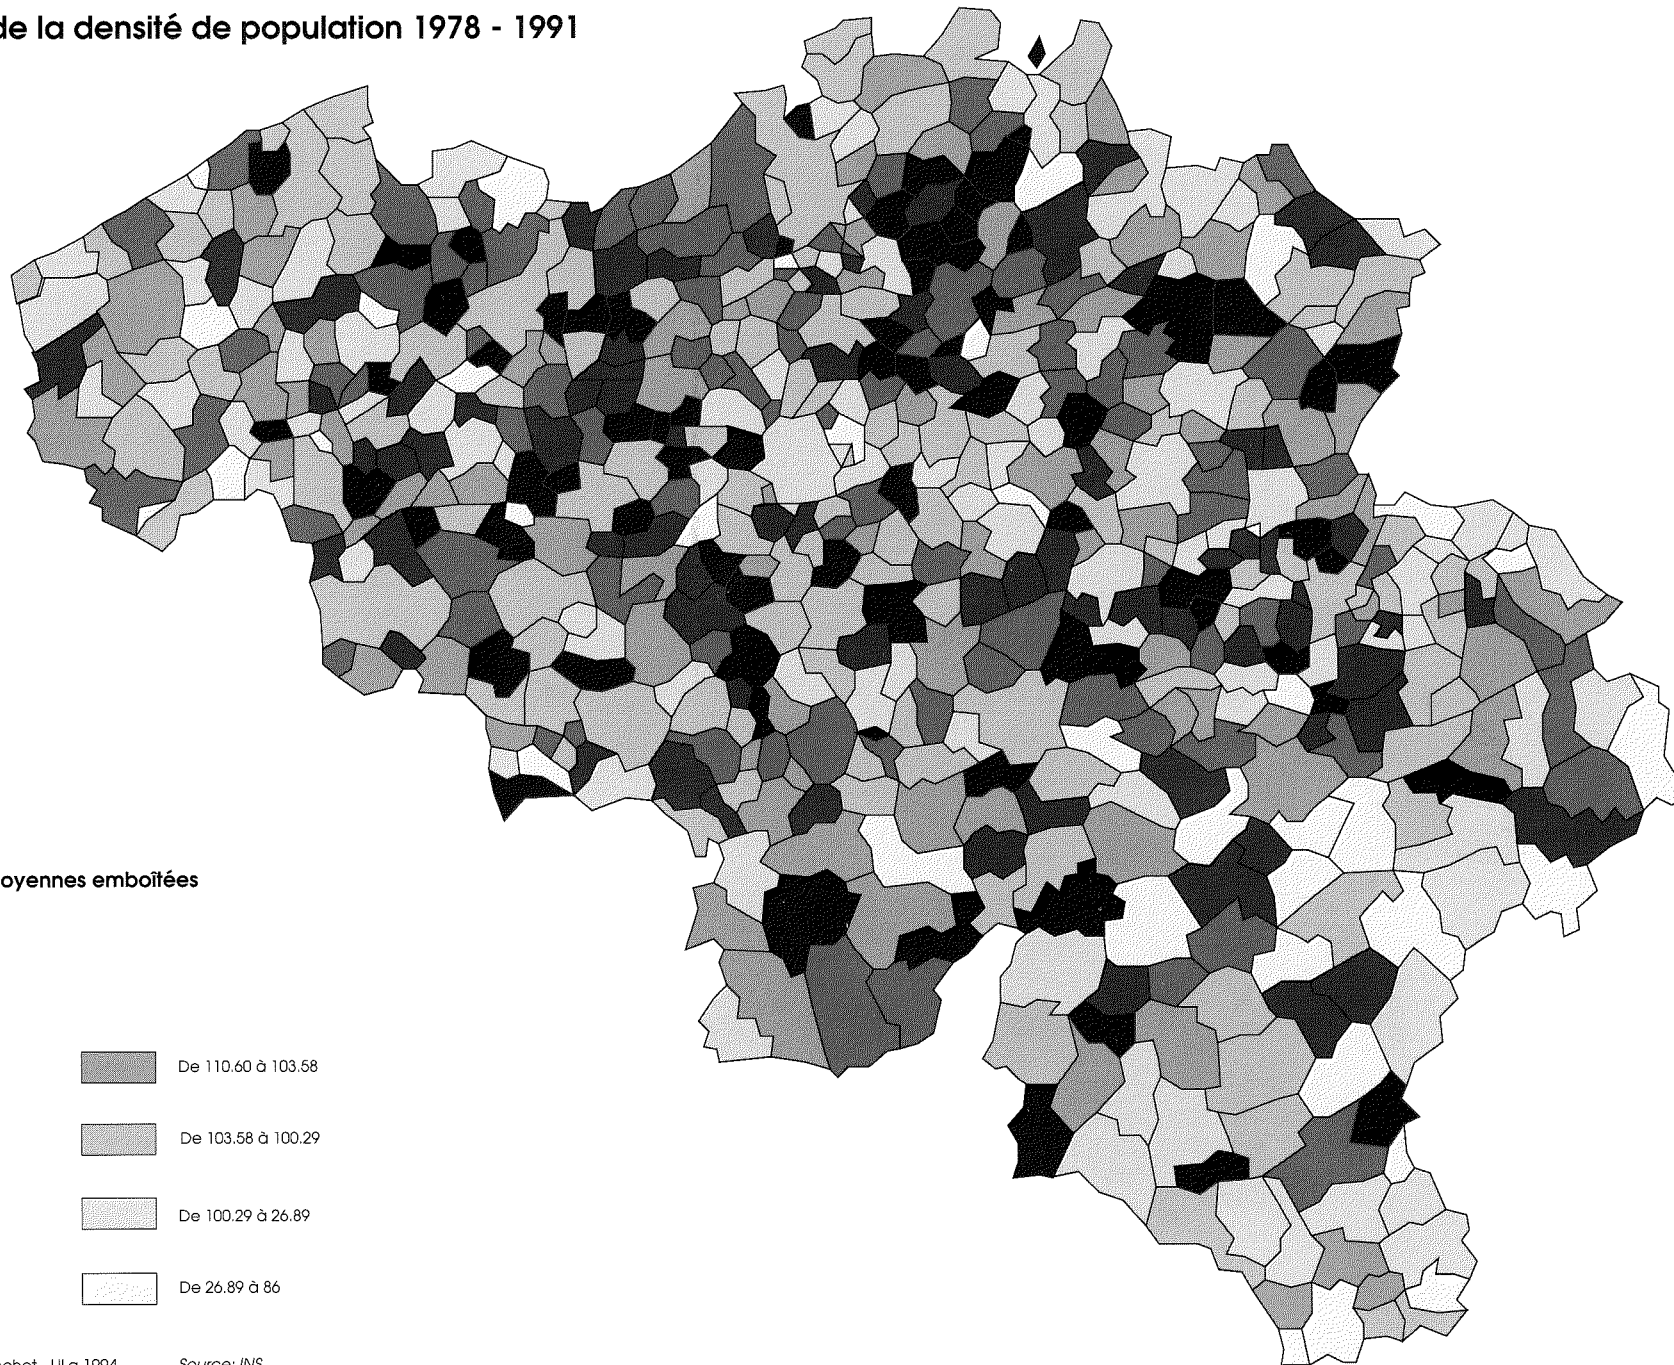 de la densité de population 1978 - 1991
oyennes emboîtées
De 110.60 à 103.58
De 103.58 à 100.29
De 100.29 à 26.89
De 26.89 à 86
1994
Source: INS